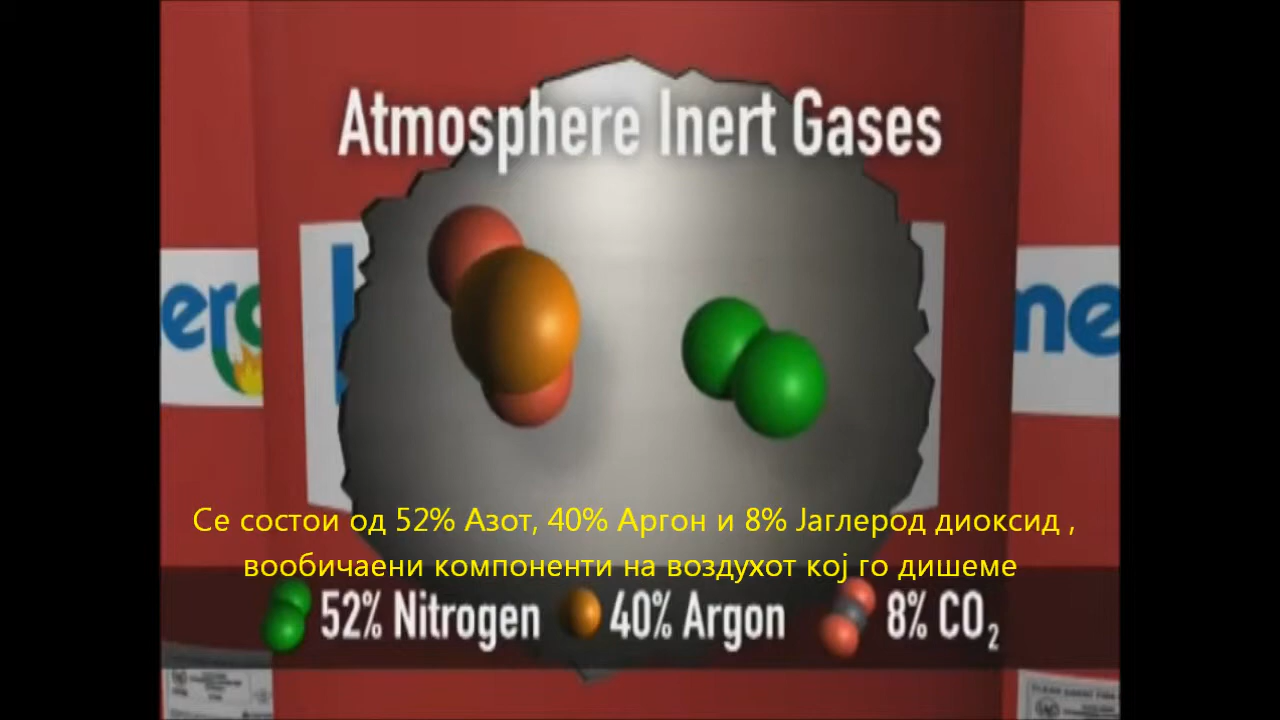 Atmosphere Inert Gases
Се состои од 52% Азот, 40% Аргон и 8% Јаглерод диоксид ,
вообичаени компоненти на воздухот кој го дишеме
52% Nitrogen 40% Argon 8% CO₂